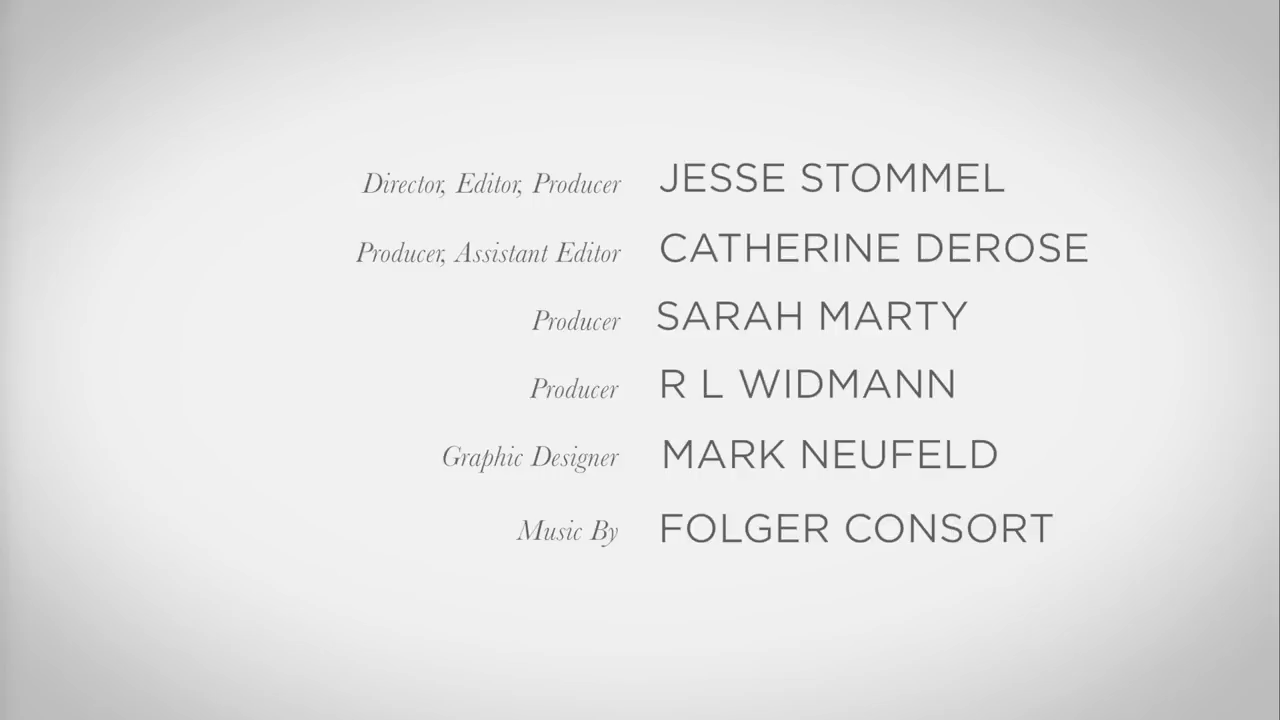 Director, Editor, Producer JESSE STOMMEL
Producer, Assistant Editor CATHERINE DEROSE
Producer SARAH MARTY
Producer R L WIDMANN
Graphic Designer MARK NEUFELD
Music By FOLGER CONSORT